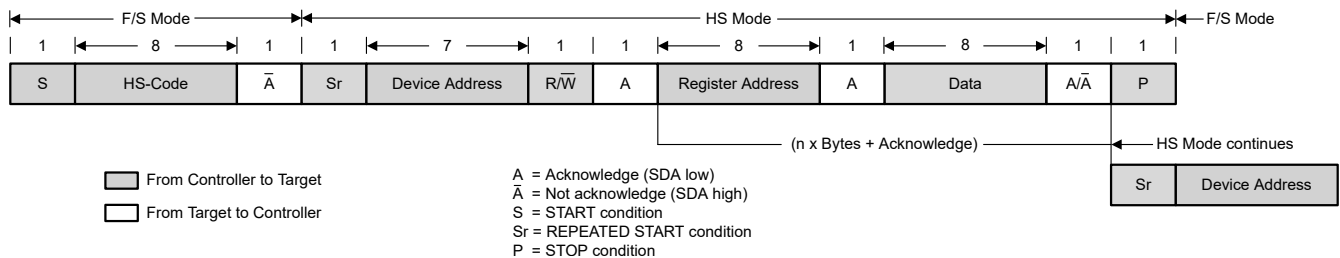 F/S Mode HS Mode F/S Mode
1 8 1 1 7 1 1 8 1 8 1 1
S HS-Code A̅ Sr Device Address R/W̅ A Register Address A Data A/A̅ P
(n x Bytes + Acknowledge) HS Mode continues
Sr Device Address
From Controller to Target
From Target to Controller
A = Acknowledge (SDA low)
A̅ = Not acknowledge (SDA high)
S = START condition
Sr = REPEATED START condition
P = STOP condition